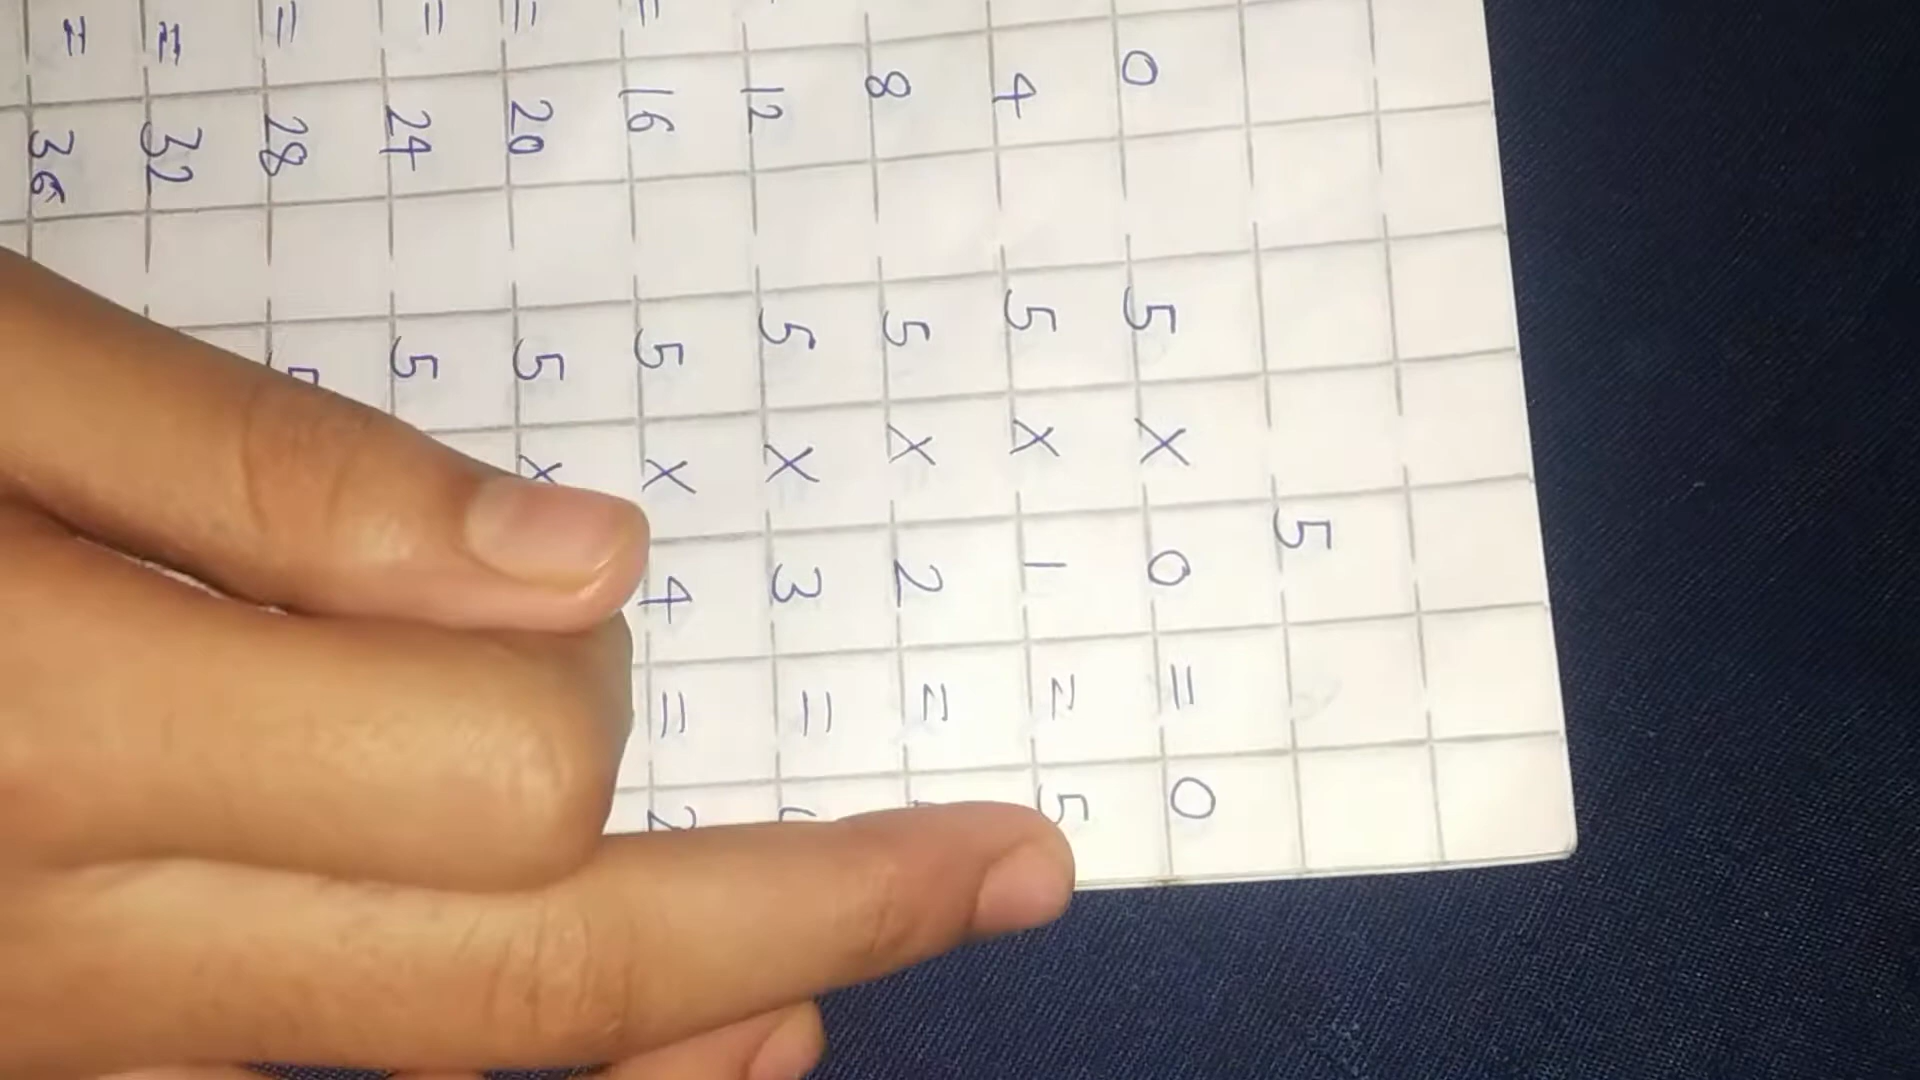 5
0 5 x 0 = 0
4 5 x 1 = 5
8 5 x 2 =
= 12 5 x 3 =
= 16 5 x 4 = 2
= 20 5 x
= 24 5
= 28 5
= 32
= 36